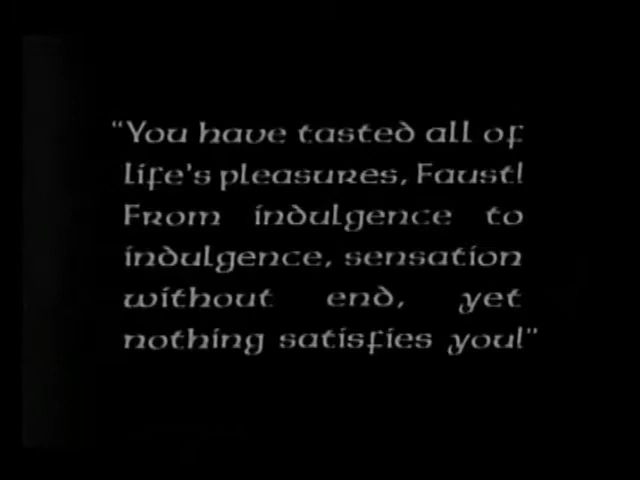 "You have tasted all of
life's pleasures, Faust!
From indulgence to
indulgence, sensation
without end, yet
nothing satisfies you!"